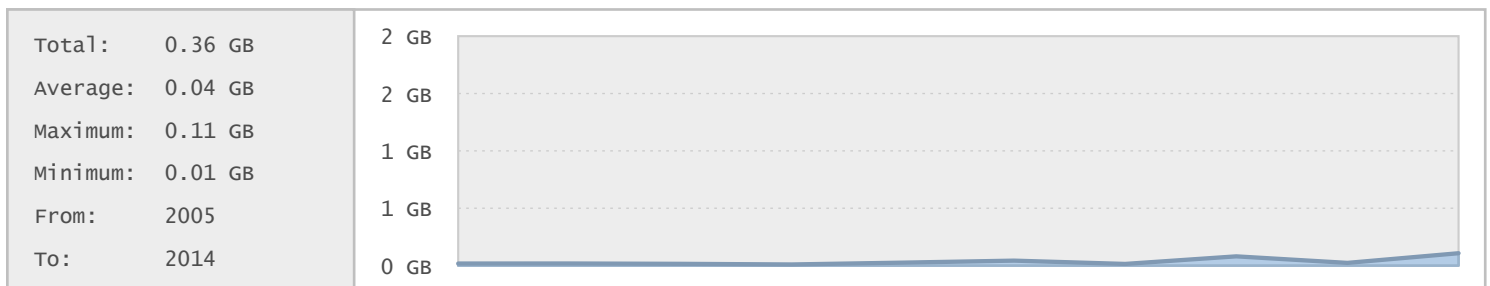 Total: 0.36 GB
Average: 0.04 GB
Maximum: 0.11 GB
Minimum: 0.01 GB
From: 2005
To: 2014
2 GB
2 GB
1 GB
1 GB
0 GB